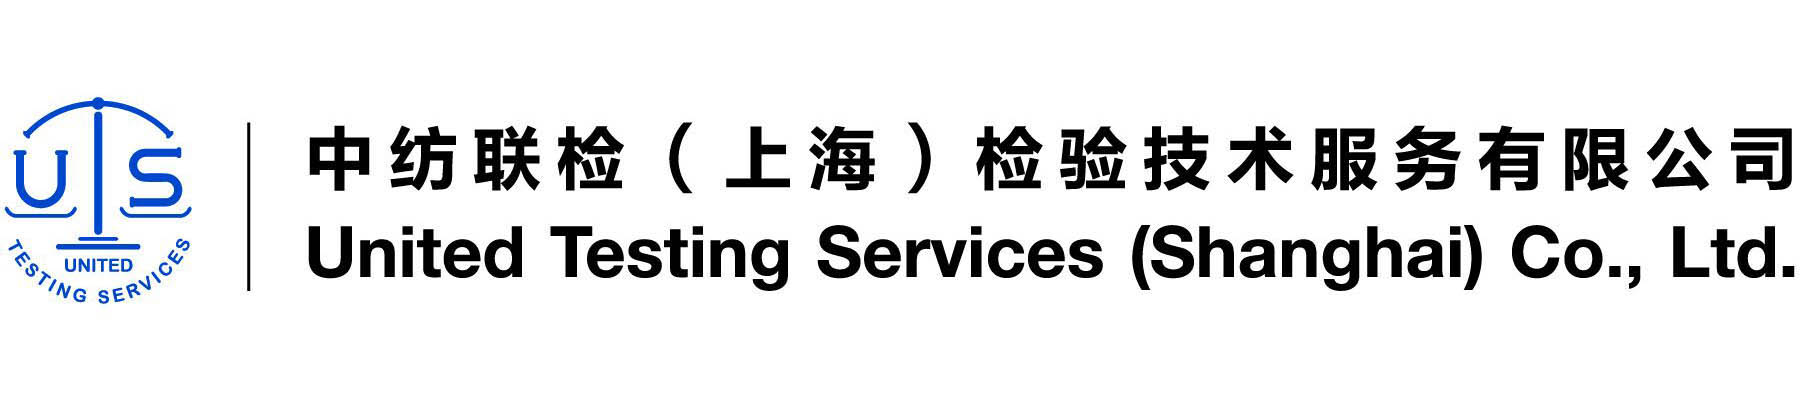 UTS
UNITED
TESTING SERVICES
中纺联检（上海）检验技术服务有限公司
United Testing Services (Shanghai) Co., Ltd.